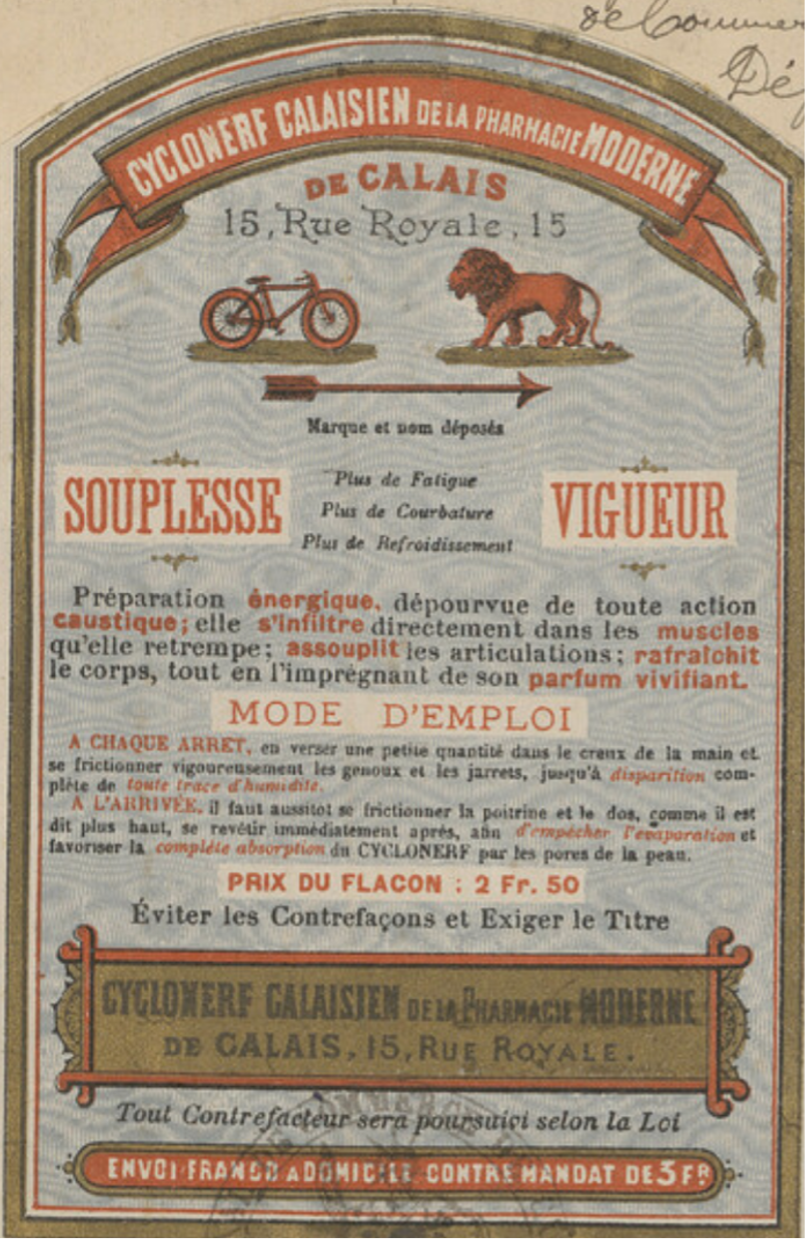 de Commer
Dép
CYCLONERF CALAISIEN DE LA PHARMACIE MODERNE
DE CALAIS
15, Rue Royale, 15
Marque et nom déposés
SOUPLESSE
Plus de Fatigue
Plus de Courbature
Plus de Refroidissement
VIGUEUR
Préparation énergique, dépourvue de toute action
caustique; elle s'infiltre directement dans les muscles
qu'elle retrempe; assouplit les articulations; rafraîchit
le corps, tout en l'imprégnant de son parfum vivifiant.
MODE D'EMPLOI
A CHAQUE ARRET, en verser une petite quantité dans le creux de la main et
se frictionner vigoureusement les genoux et les jarrets, jusqu'à disparition com-
plète de toute trace d'humidité.
A L'ARRIVÉE, il faut aussitot se frictionner la poitrine et le dos, comme il est
dit plus haut, se revêtir immédiatement après, afin d'empêcher l'evaporation et
favoriser la complète absorption du CYCLONERF par les pores de la peau.
PRIX DU FLACON : 2 Fr. 50
Éviter les Contrefaçons et Exiger le Titre
CYCLONERF CALAISIEN DE LA PHARMACIE MODERNE
DE CALAIS, 15, RUE ROYALE.
Tout Contrefacteur sera poursuivi selon la Loi
ENVOI FRANCO A DOMICILE CONTRE MANDAT DE 3 FR